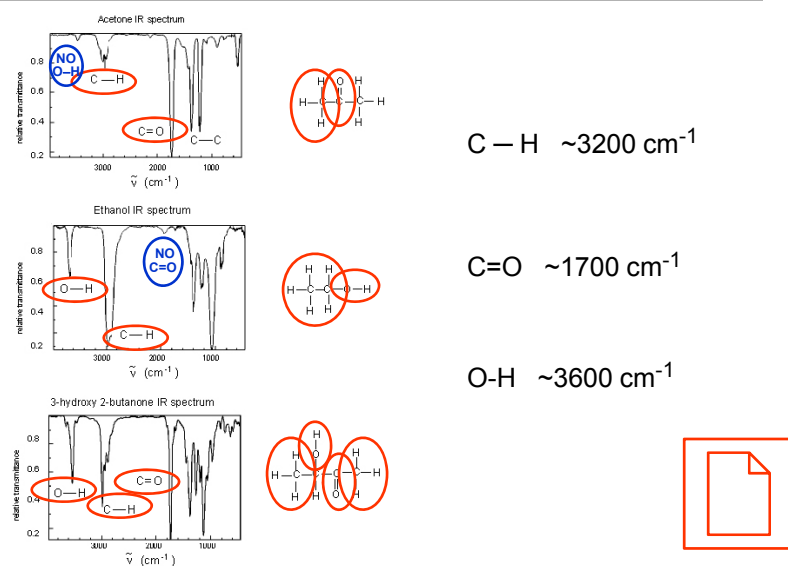 Acetone IR spectrum
relative transmittance
0.8
0.6
0.4
0.2
NO
O–H
C — H
C=O
C — C
3000 2000 1000
ṽ (cm-1)
H O H
H—C—C—C—H
H H
Ethanol IR spectrum
relative transmittance
0.8
0.6
0.4
0.2
NO
C=O
O — H
C — H
3000 2000 1000
ṽ (cm-1)
H H
H—C—C—O—H
H H
3-hydroxy 2-butanone IR spectrum
relative transmittance
0.8
0.6
0.4
0.2
C=O
O — H
C — H
3000 2000 1000
ṽ (cm-1)
H
H O H
H—C—C—C—C—H
H H O H
C — H ~3200 cm-1
C=O ~1700 cm-1
O-H ~3600 cm-1